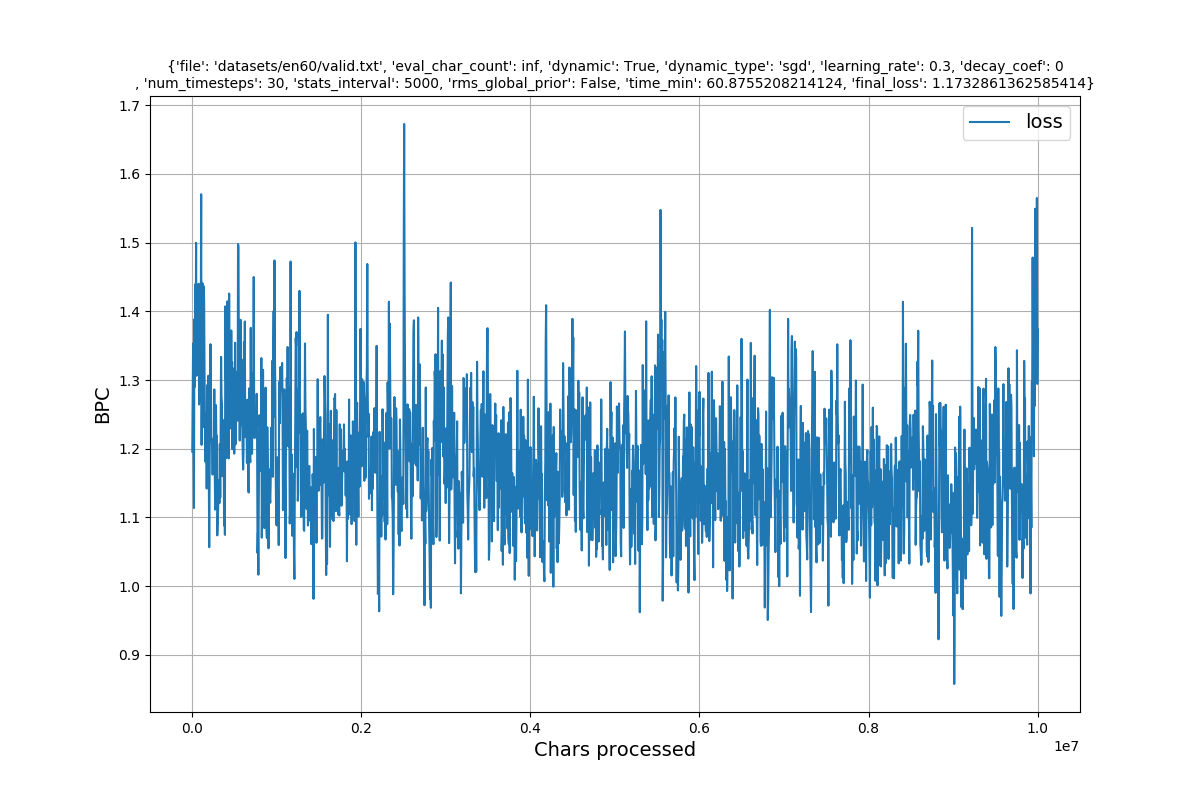 {'file': 'datasets/en60/valid.txt', 'eval_char_count': inf, 'dynamic': True, 'dynamic_type': 'sgd', 'learning_rate': 0.3, 'decay_coef': 0
, 'num_timesteps': 30, 'stats_interval': 5000, 'rms_global_prior': False, 'time_min': 60.8755208214124, 'final_loss': 1.1732861362585414}
loss
1.7
1.6
1.5
1.4
1.3
1.2
1.1
1.0
0.9
BPC
0.0 0.2 0.4 0.6 0.8 1.0
1e7
Chars processed